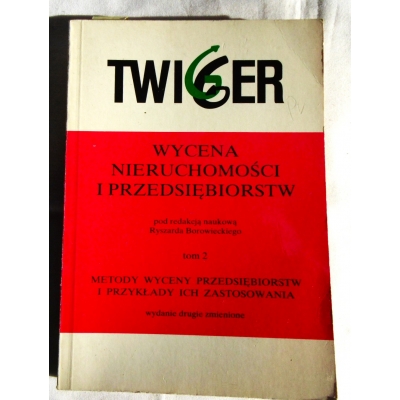 TWIGGER
WYCENA
NIERUCHOMOŚCI
I PRZEDSIĘBIORSTW
pod redakcją naukową
Ryszarda Borowieckiego
tom 2
METODY WYCENY PRZEDSIĘBIORSTW
I PRZYKŁADY ICH ZASTOSOWANIA
wydanie drugie zmienione